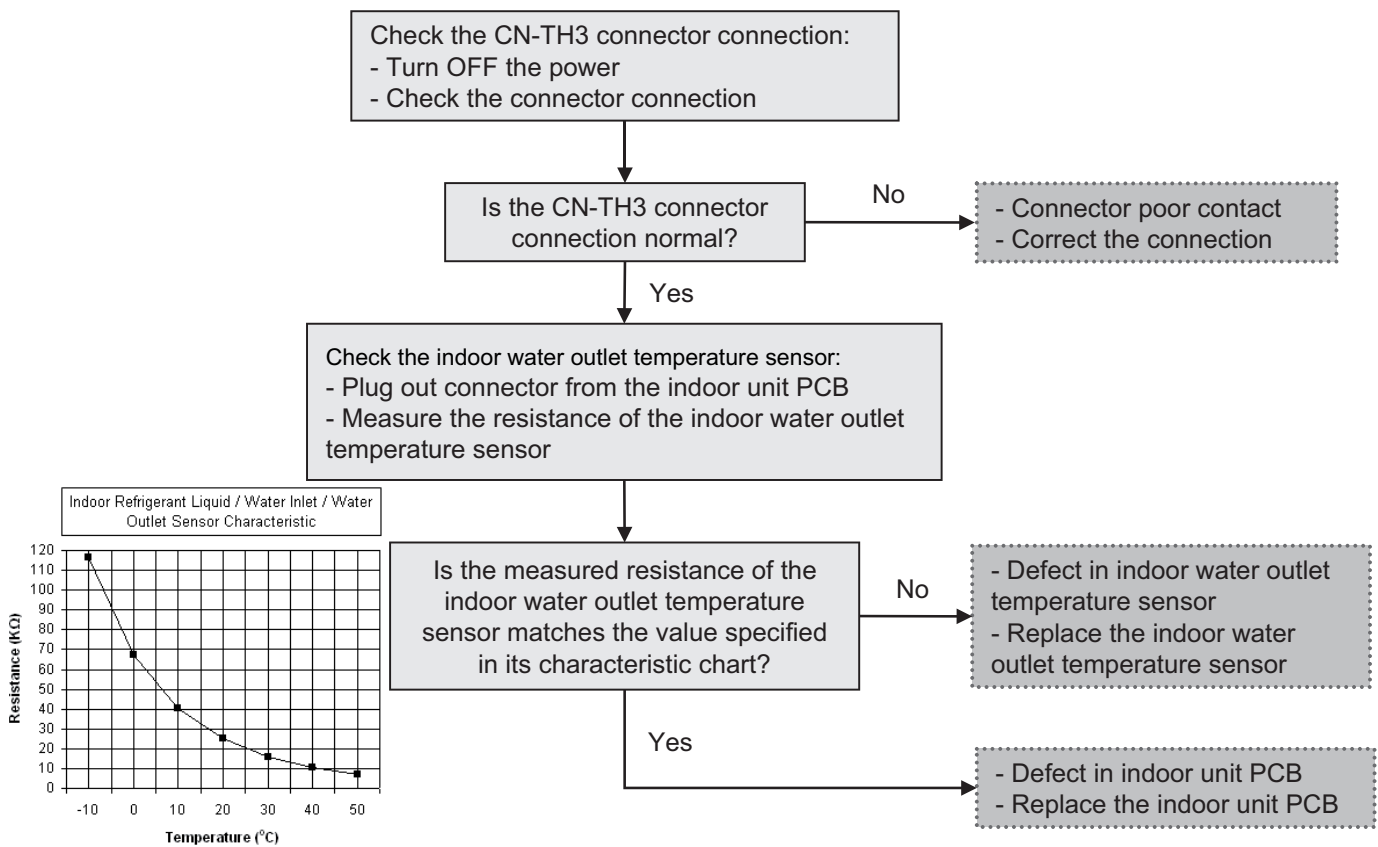 Check the CN-TH3 connector connection:
- Turn OFF the power
- Check the connector connection
Is the CN-TH3 connector
connection normal?
No
- Connector poor contact
- Correct the connection
Yes
Check the indoor water outlet temperature sensor:
- Plug out connector from the indoor unit PCB
- Measure the resistance of the indoor water outlet
temperature sensor
Indoor Refrigerant Liquid / Water Inlet / Water
Outlet Sensor Characteristic
120
110
100
90
80
70
60
50
40
30
20
10
0
Resistance (KΩ)
-10 0 10 20 30 40 50
Temperature (°C)
Is the measured resistance of the
indoor water outlet temperature
sensor matches the value specified
in its characteristic chart?
No
- Defect in indoor water outlet
temperature sensor
- Replace the indoor water
outlet temperature sensor
Yes
- Defect in indoor unit PCB
- Replace the indoor unit PCB